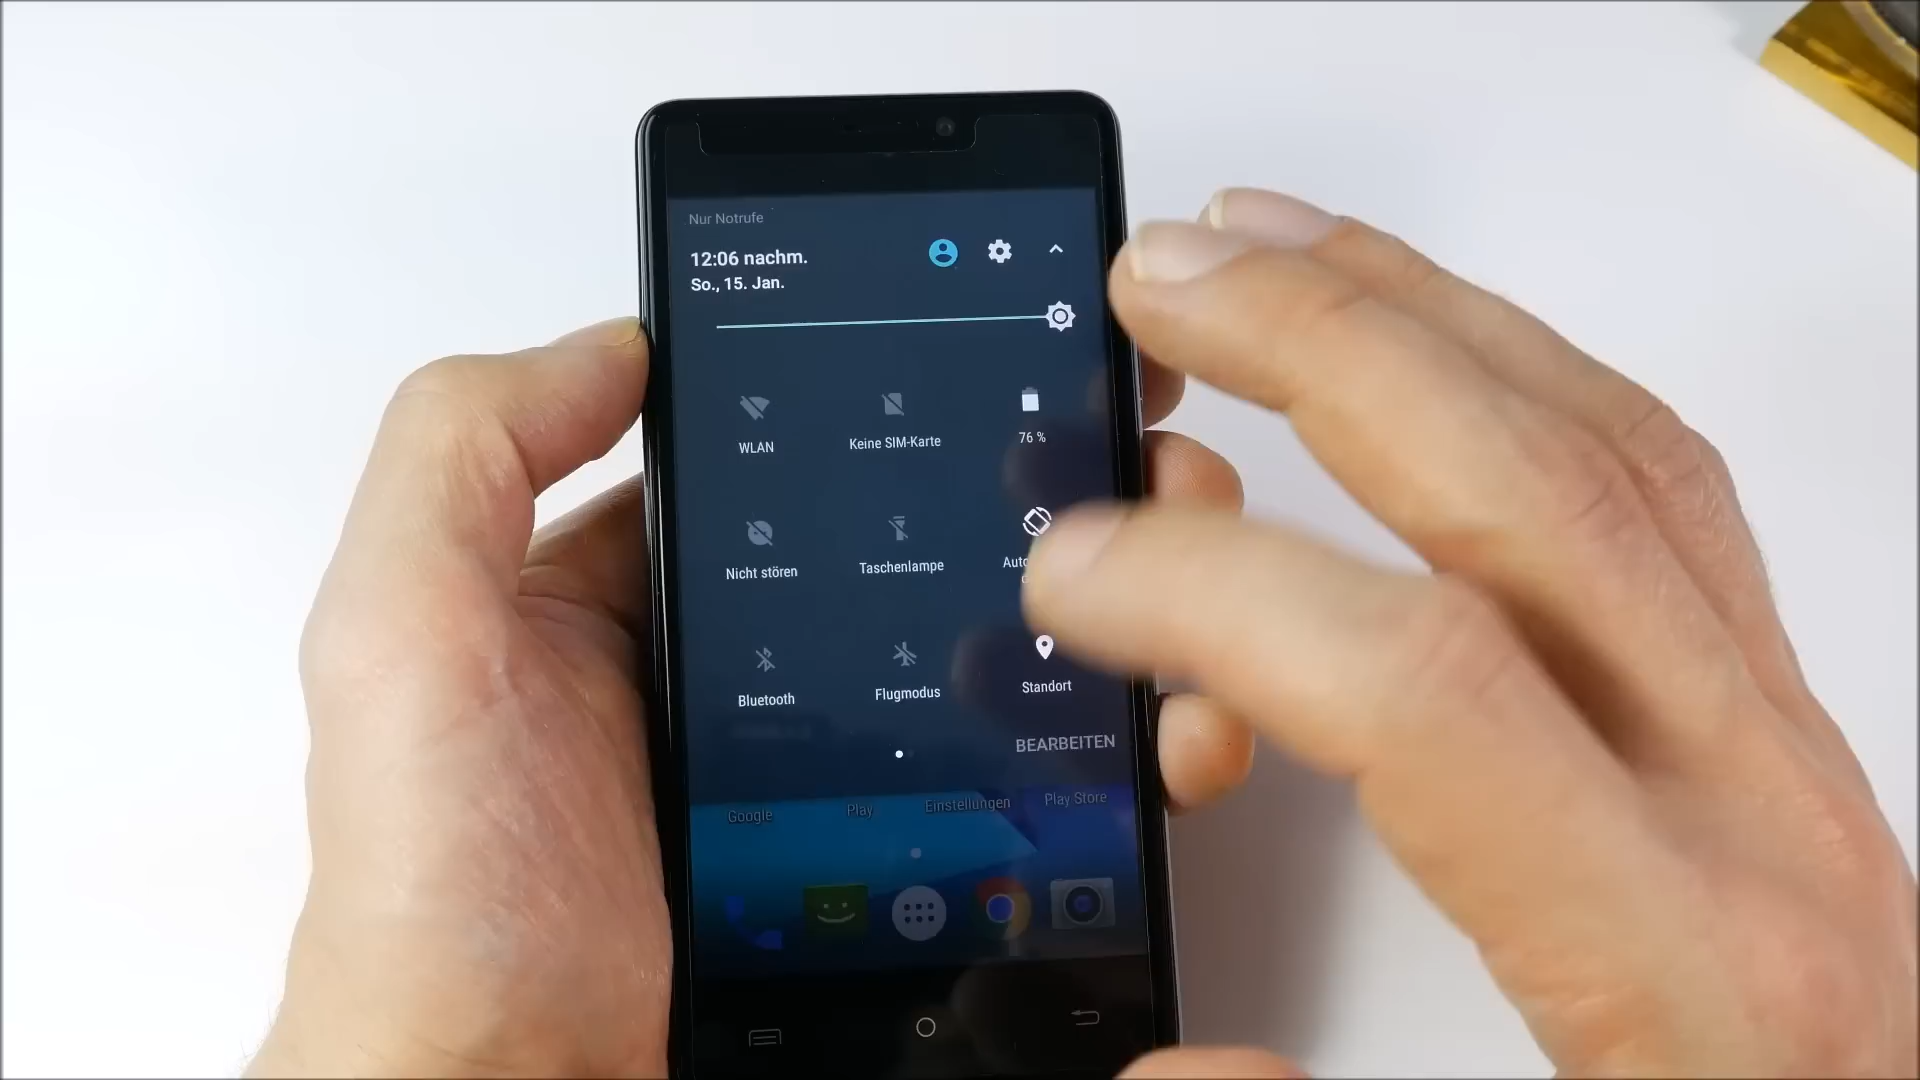 Nur Notrufe
12:06 nachm.
So., 15. Jan.
WLAN
Keine SIM-Karte
76 %
Nicht stören
Taschenlampe
Bluetooth
Flugmodus
Standort
BEARBEITEN
Google
Play
Einstellungen
Play Store